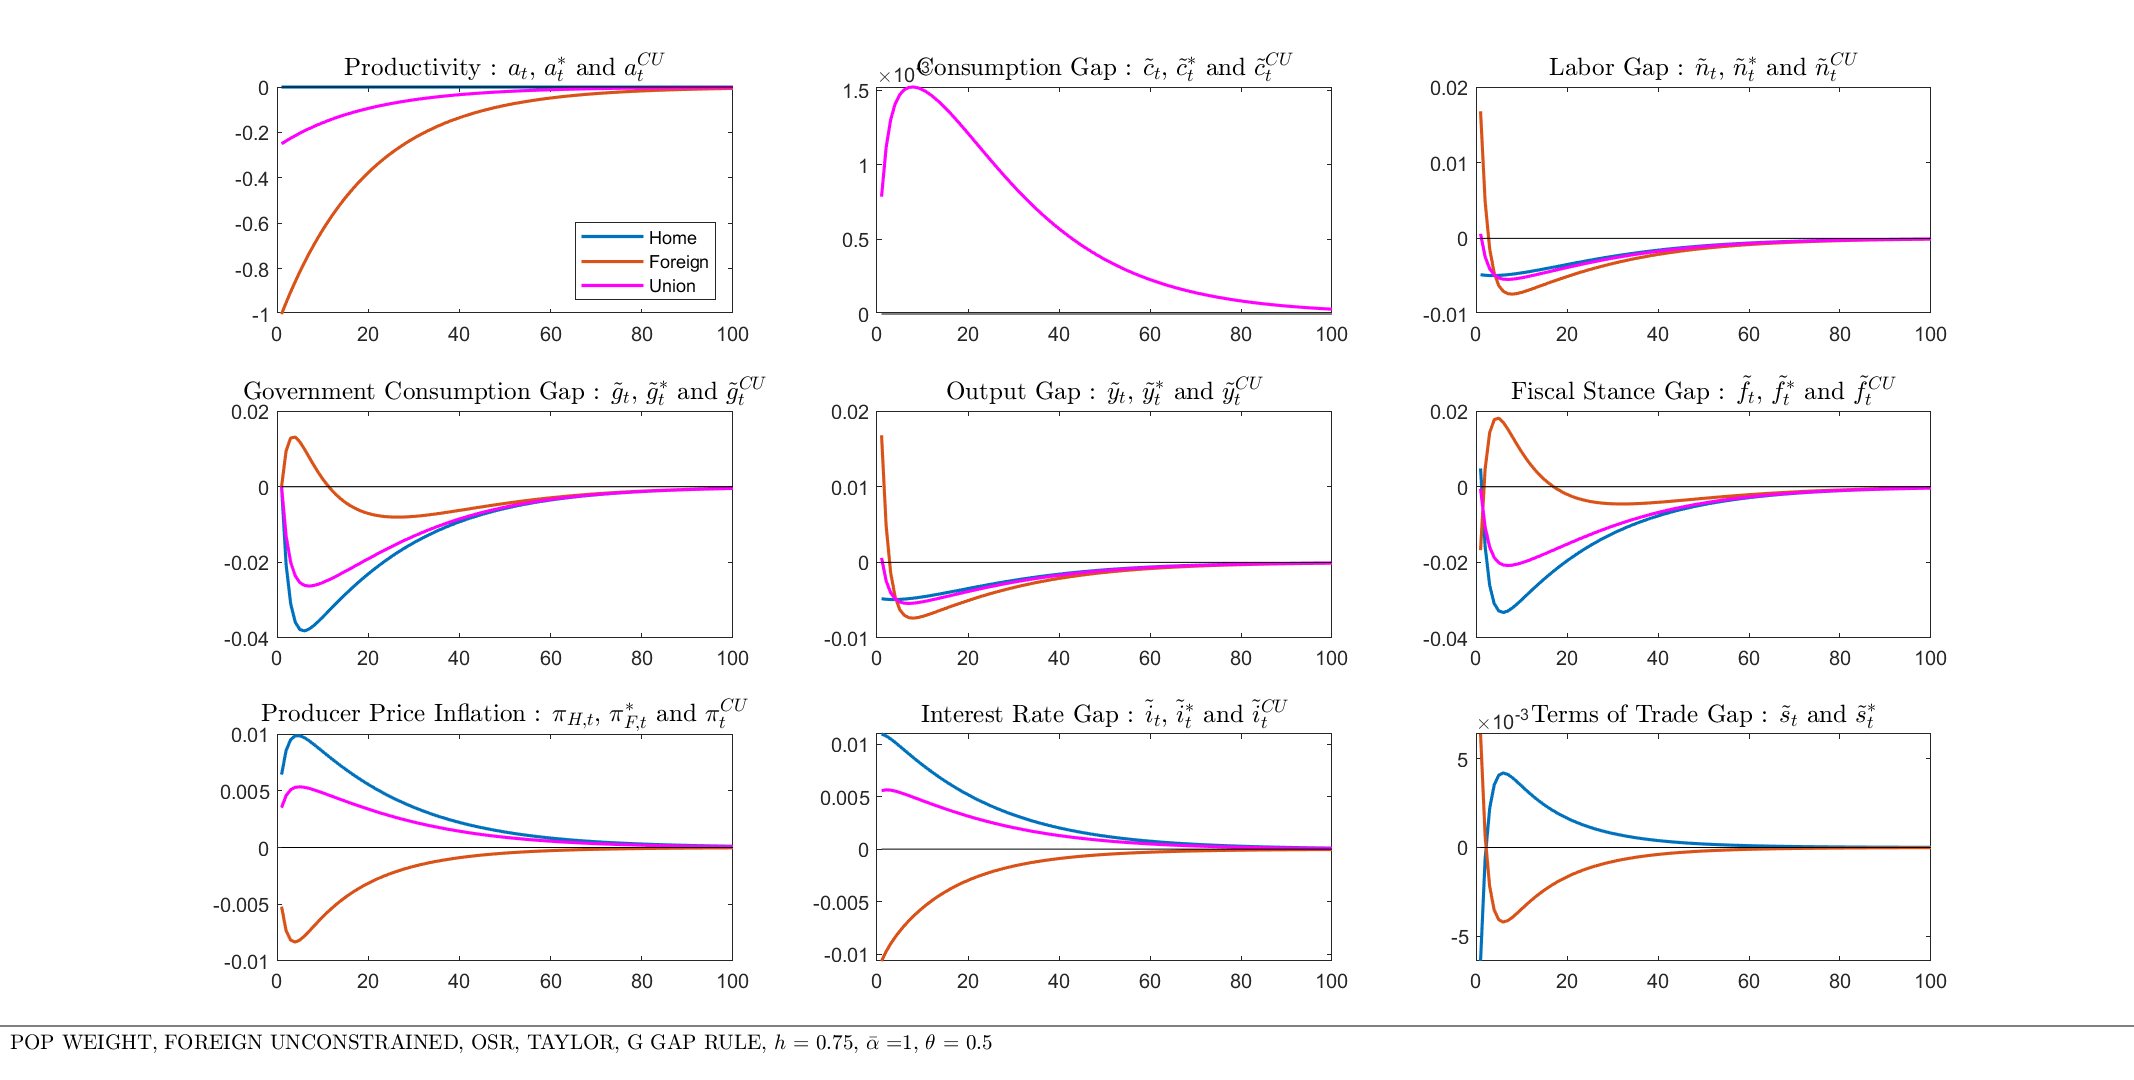 Productivity : a_t, a_t^* and a_t^{CU}
0
-0.2
-0.4
-0.6
-0.8
-1
0 20 40 60 80 100
Home
Foreign
Union
×10^{-3}
Consumption Gap : c̃_t, c̃_t^* and c̃_t^{CU}
1.5
1
0.5
0
0 20 40 60 80 100
Labor Gap : ñ_t, ñ_t^* and ñ_t^{CU}
0.02
0.01
0
-0.01
0 20 40 60 80 100
Government Consumption Gap : g̃_t, g̃_t^* and g̃_t^{CU}
0.02
0
-0.02
-0.04
0 20 40 60 80 100
Output Gap : ỹ_t, ỹ_t^* and ỹ_t^{CU}
0.02
0.01
0
-0.01
0 20 40 60 80 100
Fiscal Stance Gap : f̃_t, f̃_t^* and f̃_t^{CU}
0.02
0
-0.02
-0.04
0 20 40 60 80 100
Producer Price Inflation : π_{H,t}, π_{F,t}^* and π_t^{CU}
0.01
0.005
0
-0.005
-0.01
0 20 40 60 80 100
Interest Rate Gap : ĩ_t, ĩ_t^* and ĩ_t^{CU}
0.01
0.005
0
-0.005
-0.01
0 20 40 60 80 100
×10^{-3}
Terms of Trade Gap : s̃_t and s̃_t^*
5
0
-5
0 20 40 60 80 100
POP WEIGHT, FOREIGN UNCONSTRAINED, OSR, TAYLOR, G GAP RULE, h = 0.75, ᾱ =1, θ = 0.5